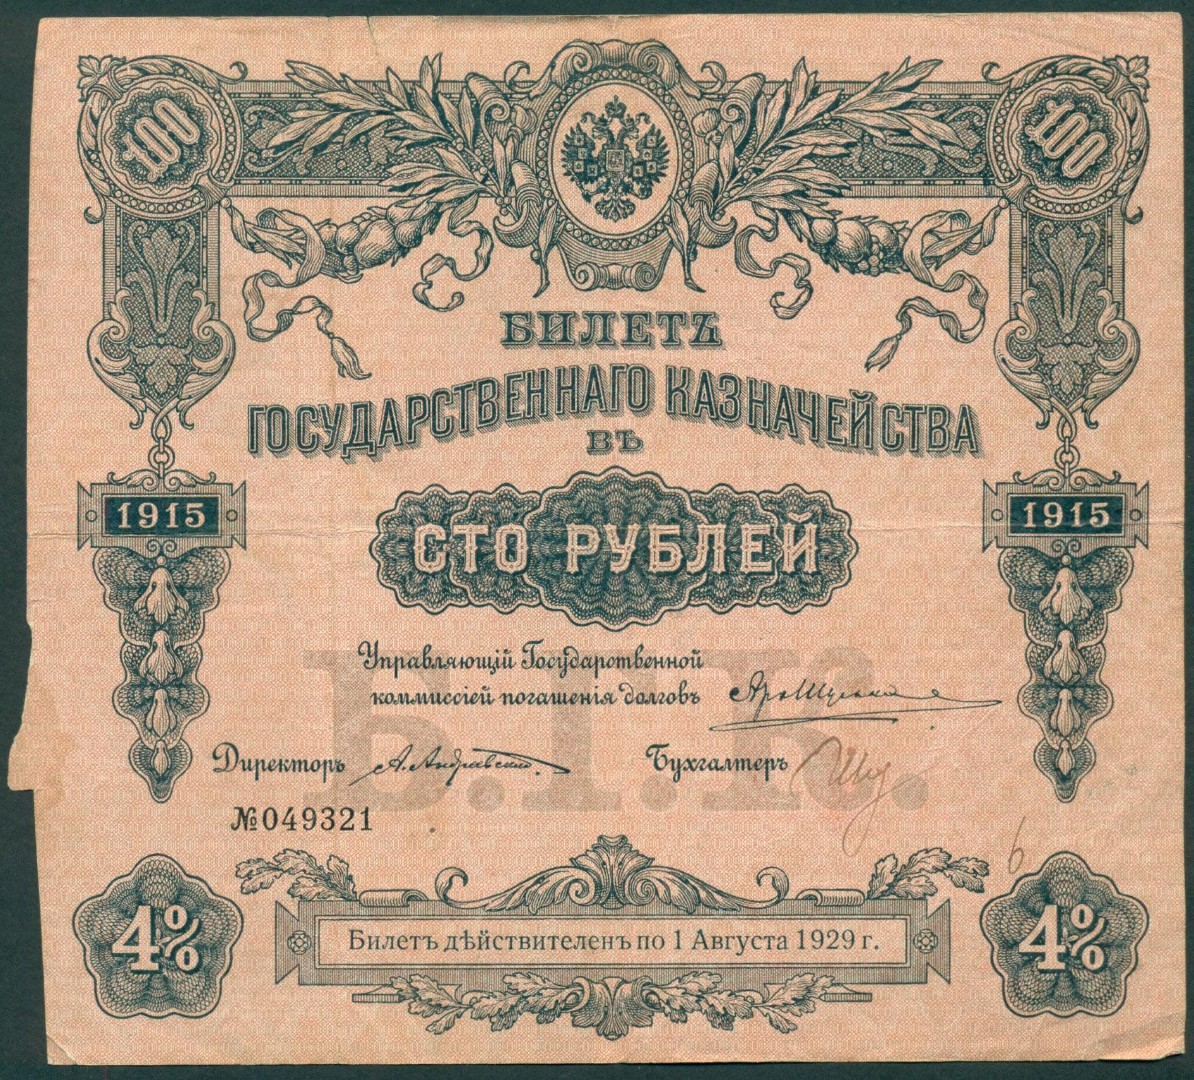 100 100
БИЛЕТЪ
ГОСУДАРСТВЕННАГО КАЗНАЧЕЙСТВА
ВЪ
1915 1915
СТО РУБЛЕЙ
Управляющій Государственной
коммиссіей погашенія долговъ
Директоръ Бухгалтеръ
Б.Г.К.
№049321
6
4% 4%
Билетъ дѣйствителенъ по 1 Августа 1929 г.